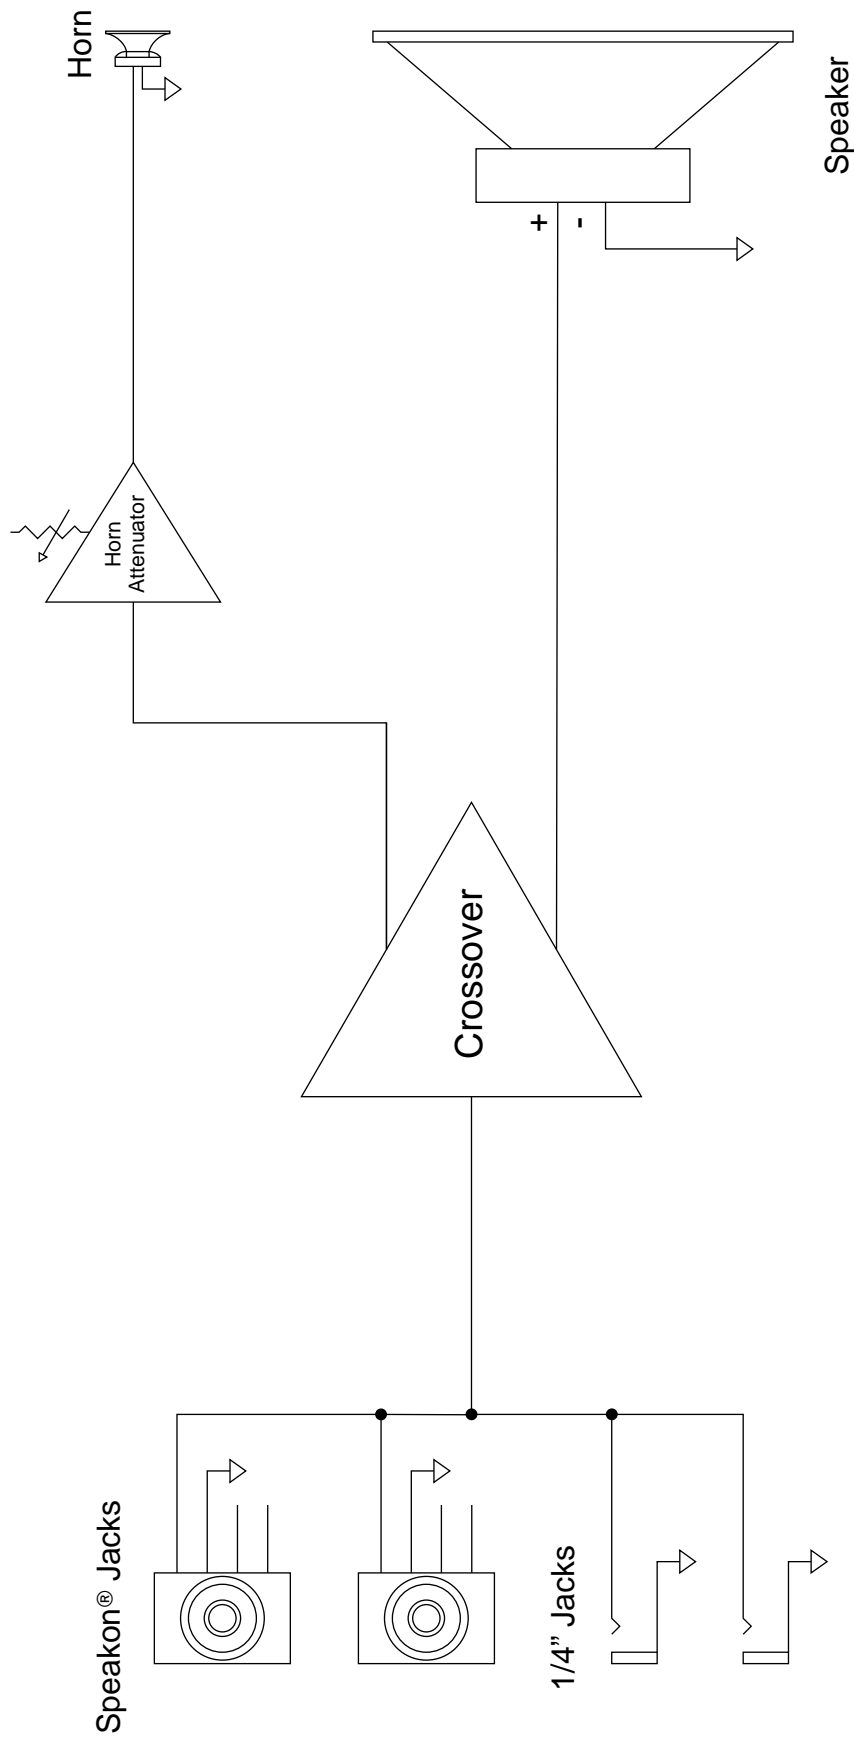 Speakon® Jacks
1/4” Jacks
Crossover
Horn
Attenuator
Horn
+
-
Speaker